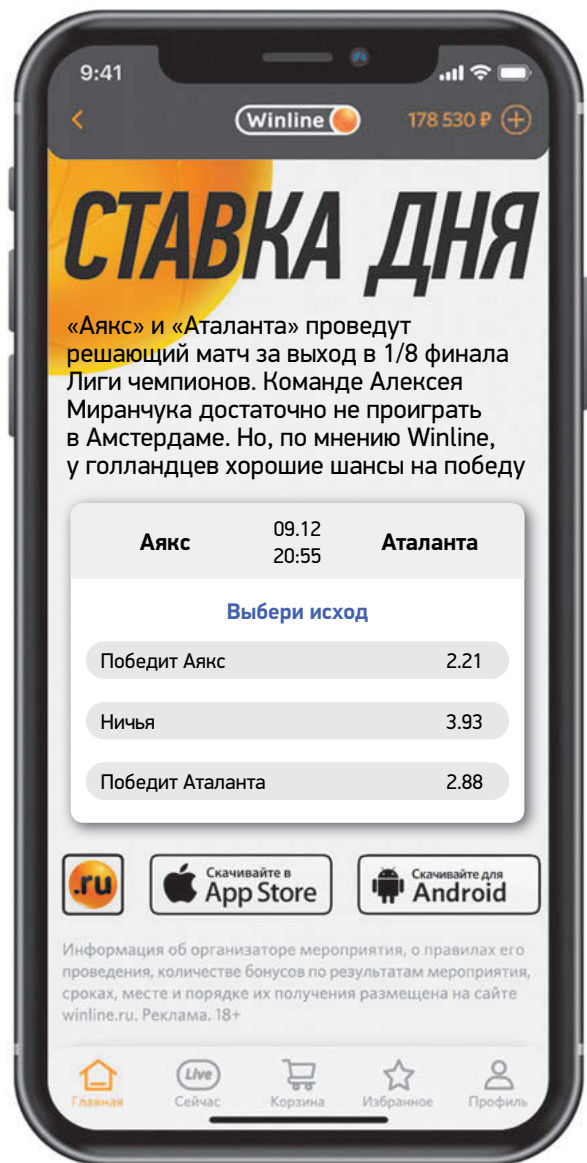 9:41
Winline
178 530 ₽
СТАВКА ДНЯ
«Аякс» и «Аталанта» проведут
решающий матч за выход в 1/8 финала
Лиги чемпионов. Команде Алексея
Миранчука достаточно не проиграть
в Амстердаме. Но, по мнению Winline,
у голландцев хорошие шансы на победу
Аякс
09.12
20:55
Аталанта
Выбери исход
Победит Аякс 2.21
Ничья 3.93
Победит Аталанта 2.88
.ru
Скачивайте в
App Store
Скачивайте для
Android
Информация об организаторе мероприятия, о правилах его
проведения, количестве бонусов по результатам мероприятия,
сроках, месте и порядке их получения размещена на сайте
winline.ru. Реклама. 18+
Live
Главная Сейчас Корзина Избранное Профиль